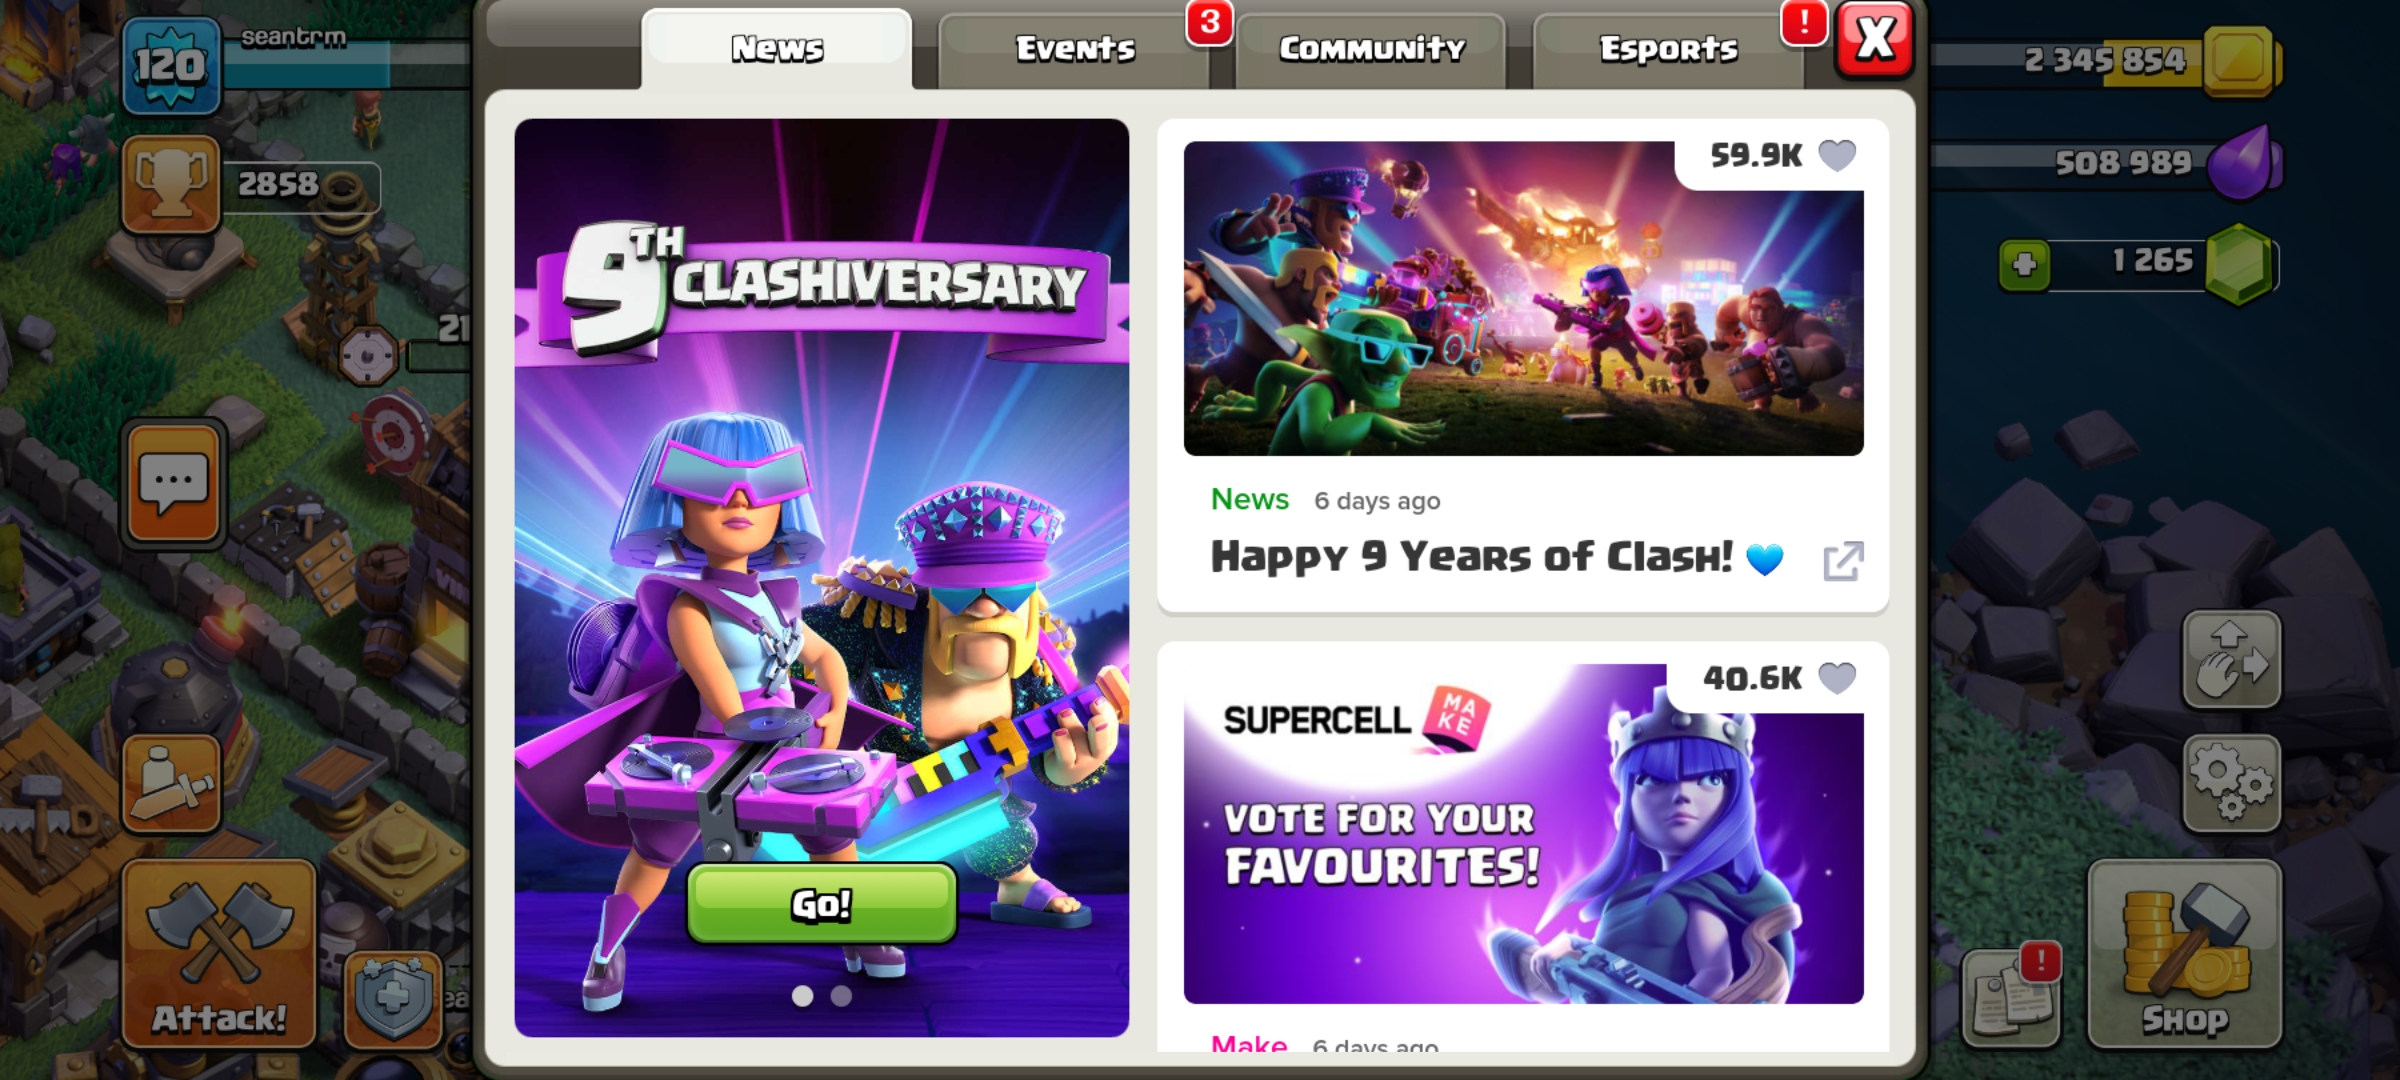 120
seantrm
2858
21
Attack!
News
Events
3
Community
Esports
!
X
9TH
CLASHIVERSARY
Go!
59.9K
News 6 days ago
Happy 9 Years of Clash!
40.6K
SUPERCELL
MA
KE
VOTE FOR YOUR
FAVOURITES!
Make 6 days ago
2 345 854
508 989
1 265
!
Shop